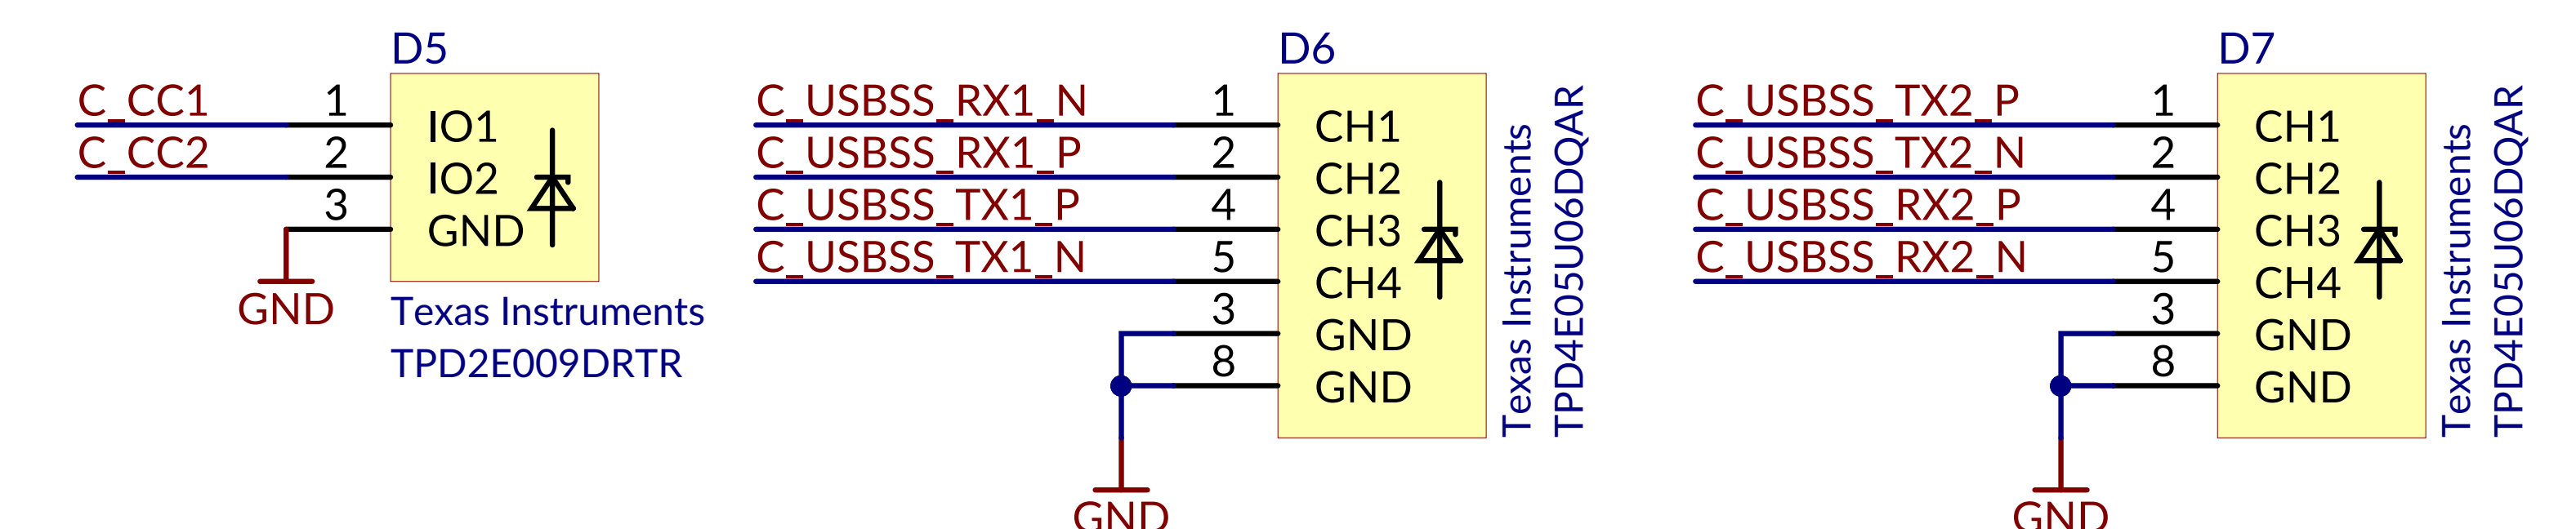 D5
C_CC1 1 IO1
C_CC2 2 IO2
3 GND
GND
Texas Instruments
TPD2E009DRTR
D6
C_USBSS_RX1_N 1 CH1
C_USBSS_RX1_P 2 CH2
C_USBSS_TX1_P 4 CH3
C_USBSS_TX1_N 5 CH4
3 GND
8 GND
GND
Texas Instruments
TPD4E05U06DQAR
D7
C_USBSS_TX2_P 1 CH1
C_USBSS_TX2_N 2 CH2
C_USBSS_RX2_P 4 CH3
C_USBSS_RX2_N 5 CH4
3 GND
8 GND
GND
Texas Instruments
TPD4E05U06DQAR